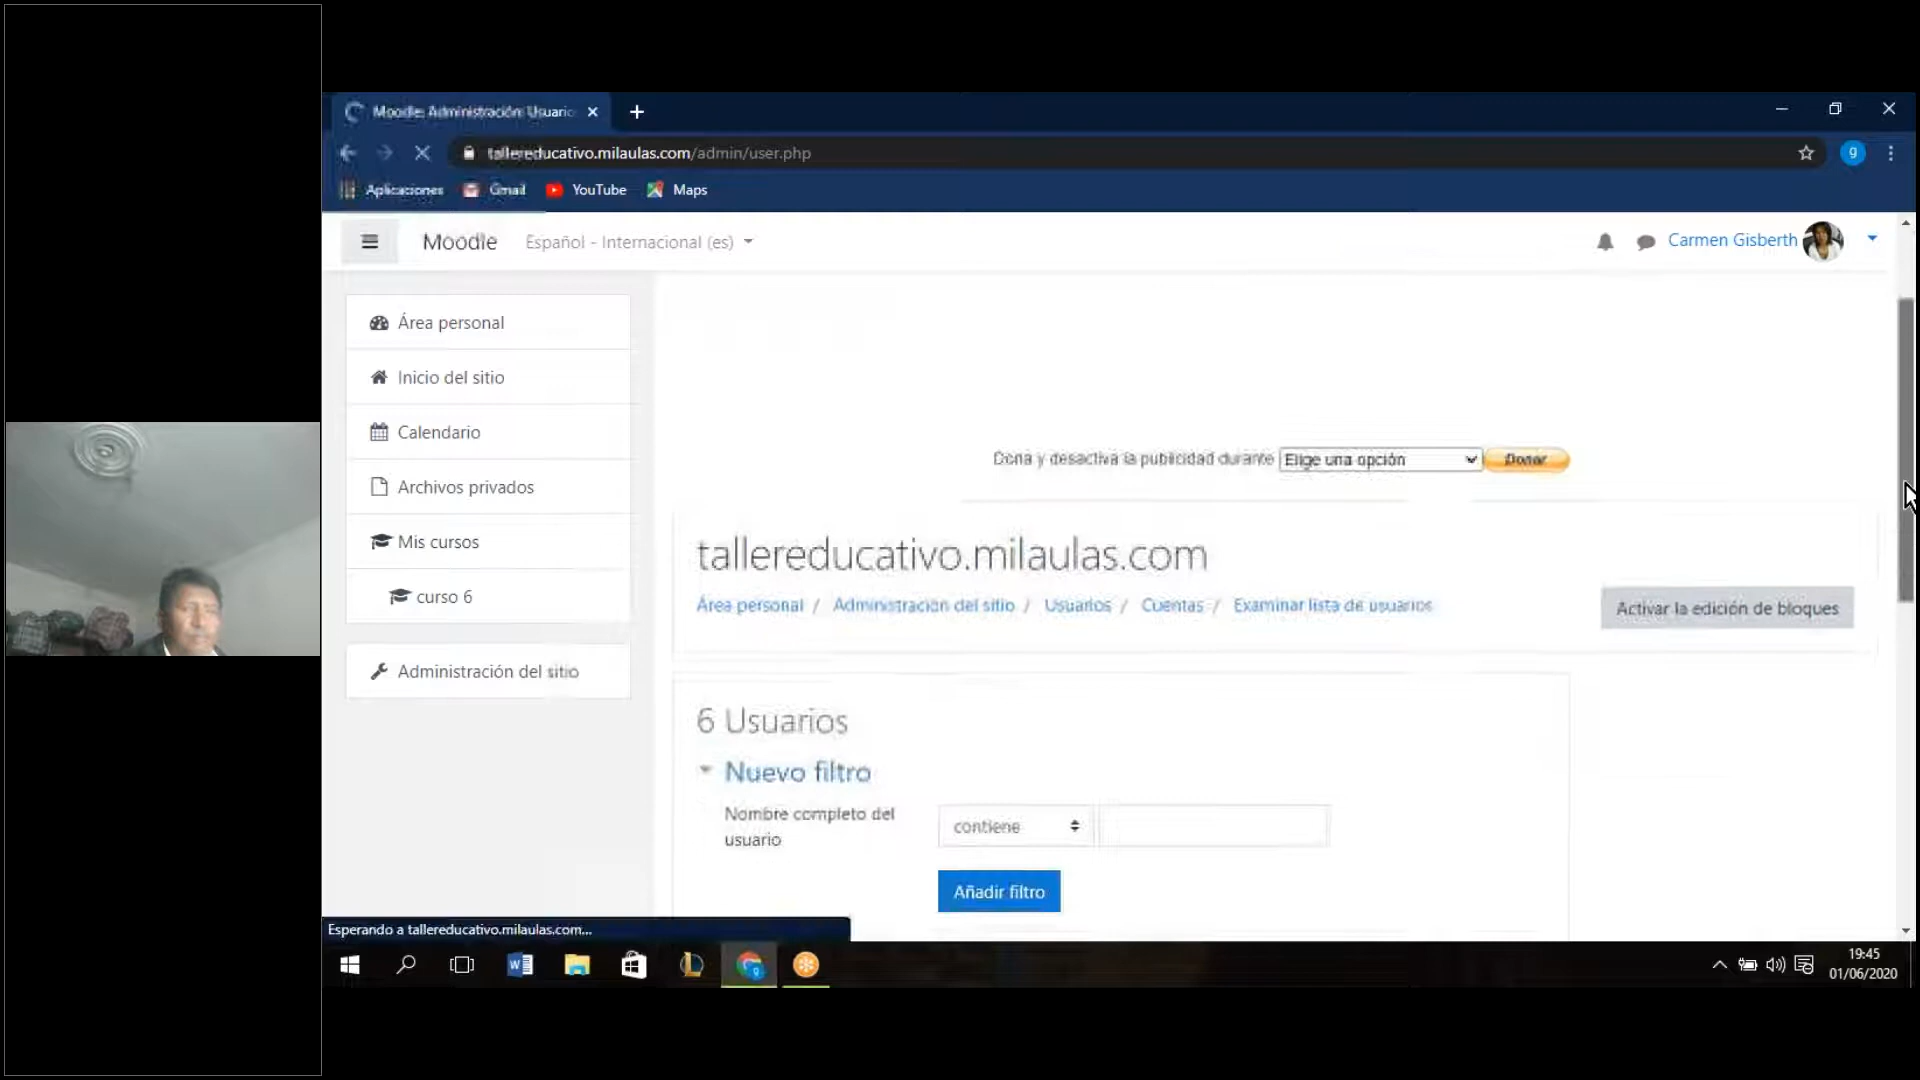 Moodle: Administración: Usuario
tallereducativo.milaulas.com/admin/user.php
g
Aplicaciones
Gmail
YouTube
Maps
Moodle
Español - Internacional (es)
Carmen Gisberth
Área personal
Inicio del sitio
Calendario
Archivos privados
Mis cursos
curso 6
Administración del sitio
Dona y desactiva la publicidad durante
Elige una opción
Donar
tallereducativo.milaulas.com
Área personal / Administración del sitio / Usuarios / Cuentas / Examinar lista de usuarios
Activar la edición de bloques
6 Usuarios
Nuevo filtro
Nombre completo del
usuario
contiene
Añadir filtro
Esperando a tallereducativo.milaulas.com...
19:45
01/06/2020